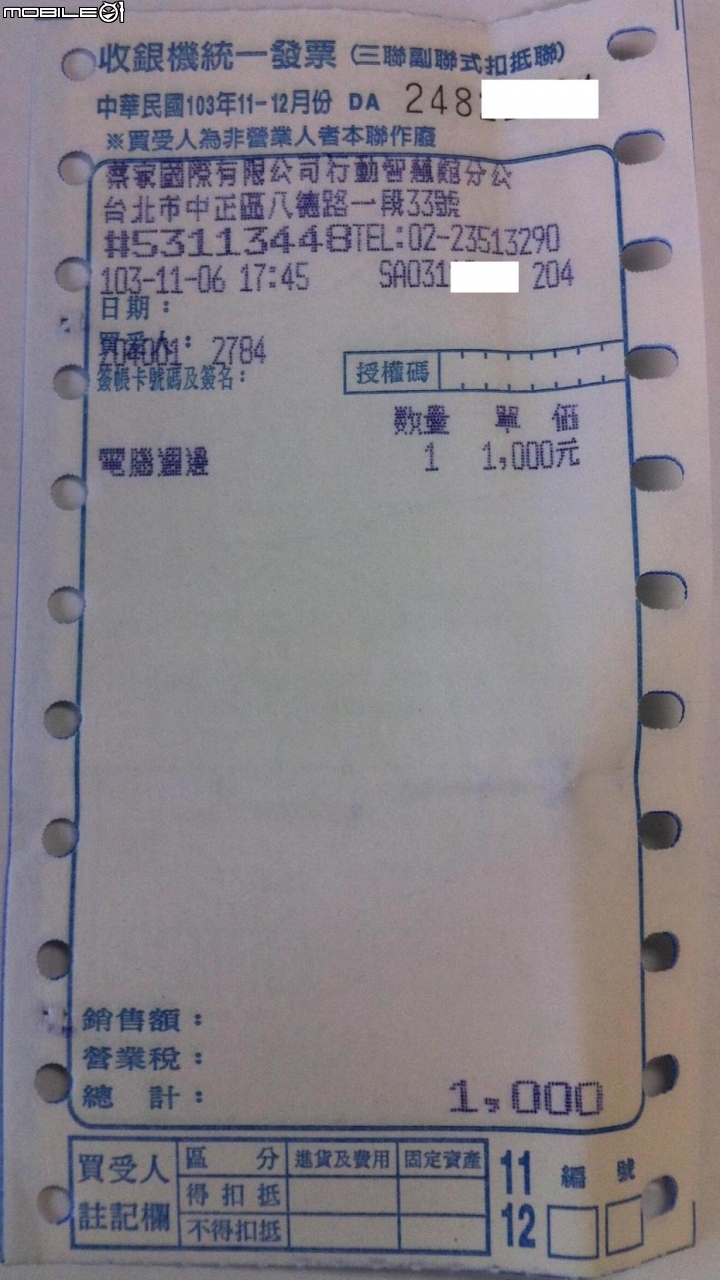 MOBILE01
收銀機統一發票 (三聯副聯式扣抵聯)
中華民國103年11-12月份 DA 248
※買受人為非營業人者本聯作廢
蔡家國際有限公司行動智慧館分公
台北市中正區八德路一段33號
#53113448TEL:02-23513290
103-11-06 17:45 SA031 204
日期：
買受人：
204001 2784
簽帳卡號碼及簽名：
授權碼
数量 單 価
電腦週邊 1 1,000元
銷售額：
營業稅：
總 計： 1,000
買受人註記欄
區 分 進貨及費用 固定資產
得扣抵
不得扣抵
11 12 編 號